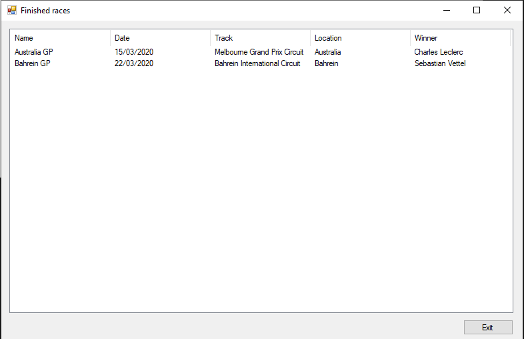 Finished races
Name Date Track Location Winner
Australia GP 15/03/2020 Melbourne Grand Prix Circuit Australia Charles Leclerc
Bahrein GP 22/03/2020 Bahrein International Circuit Bahrein Sebastian Vettel
Exit